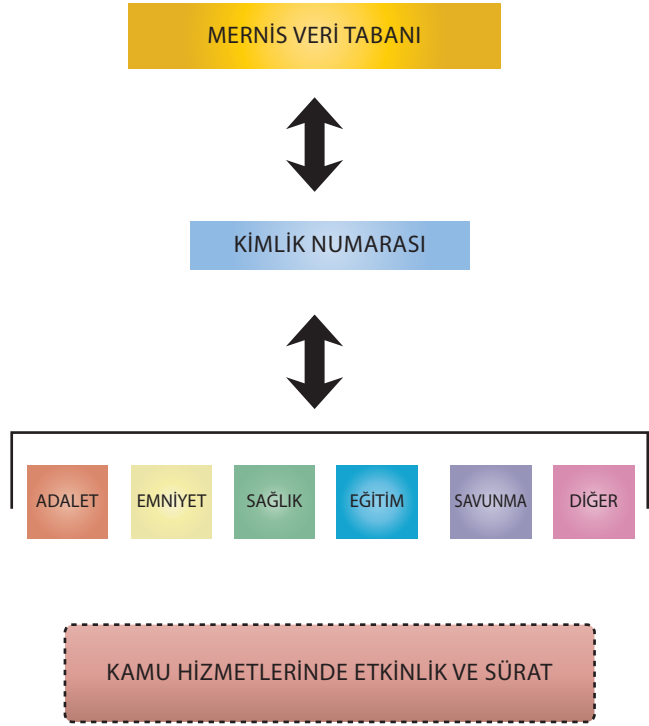 MERNİS VERİ TABANI
KİMLİK NUMARASI
ADALET
EMNİYET
SAĞLIK
EĞİTİM
SAVUNMA
DİĞER
KAMU HİZMETLERİNDE ETKİNLİK VE SÜRAT